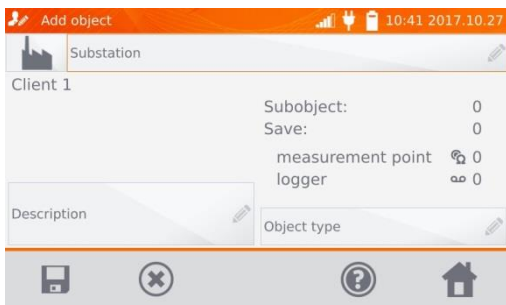 Add object
10:41 2017.10.27
Substation
Client 1
Subobject: 0
Save: 0
measurement point 0
logger 0
Description
Object type